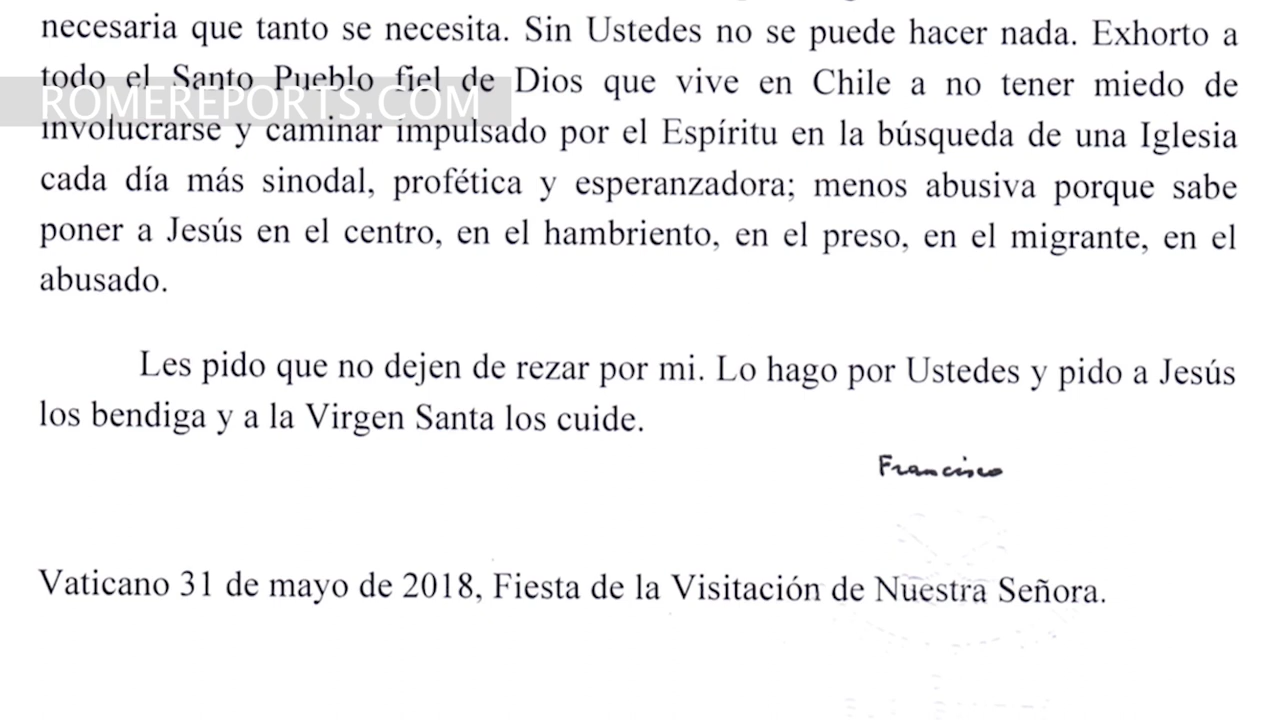 necesaria que tanto se necesita. Sin Ustedes no se puede hacer nada. Exhorto a
todo el Santo Pueblo fiel de Dios que vive en Chile a no tener miedo de
ROMEREPORTS.COM
involucrarse y caminar impulsado por el Espíritu en la búsqueda de una Iglesia
cada día más sinodal, profética y esperanzadora; menos abusiva porque sabe
poner a Jesús en el centro, en el hambriento, en el preso, en el migrante, en el
abusado.
Les pido que no dejen de rezar por mi. Lo hago por Ustedes y pido a Jesús
los bendiga y a la Virgen Santa los cuide.
Francisco
Vaticano 31 de mayo de 2018, Fiesta de la Visitación de Nuestra Señora.